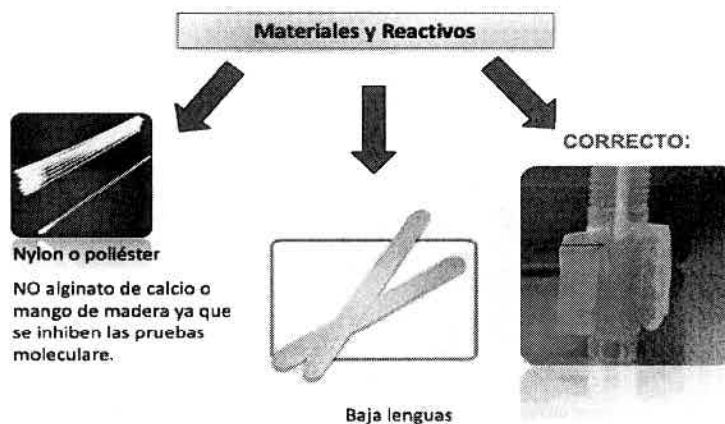 Materiales y Reactivos
CORRECTO:
Nylon o poliéster
NO alginato de calcio o
mango de madera ya que
se inhiben las pruebas
moleculare.
Baja lenguas